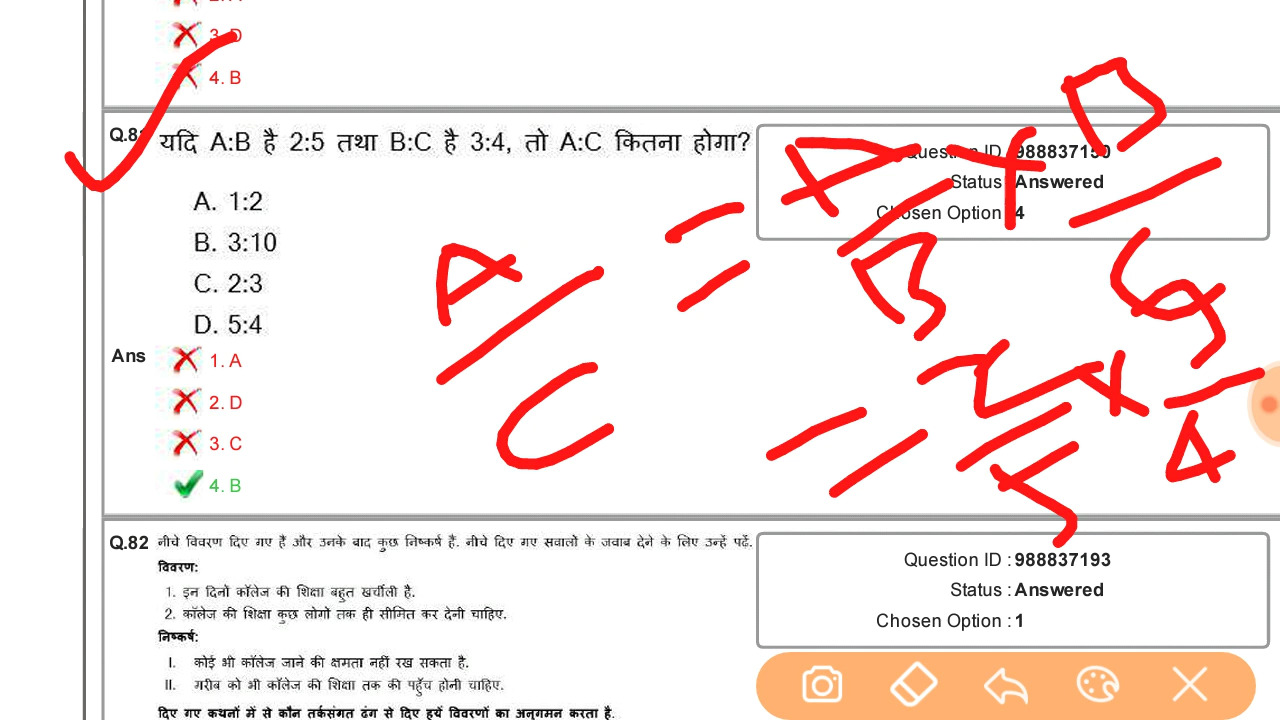 3. D
4. B
Q.8
यदि A:B है 2:5 तथा B:C है 3:4, तो A:C कितना होगा?
Question ID : 988837150
Status : Answered
Chosen Option : 4
A. 1:2
B. 3:10
C. 2:3
D. 5:4
Ans
1. A
2. D
3. C
4. B
A/C = A/B × B/C
= 2/5 × 3/4
Q.82 नीचे विवरण दिए गए हैं और उनके बाद कुछ निष्कर्ष हैं. नीचे दिए गए सवालों के जवाब देने के लिए उन्हें पढ़ें.
विवरण:
1. इन दिनों कॉलेज की शिक्षा बहुत खर्चीली है.
2. कॉलेज की शिक्षा कुछ लोगों तक ही सीमित कर देनी चाहिए.
निष्कर्ष:
I. कोई भी कॉलेज जाने की क्षमता नहीं रख सकता है.
II. गरीब को भी कॉलेज की शिक्षा तक की पहुँच होनी चाहिए.
दिए गए कथनों में से कौन तर्कसंगत ढंग से दिए हुये विवरणों का अनुगमन करता है.
Question ID : 988837193
Status : Answered
Chosen Option : 1